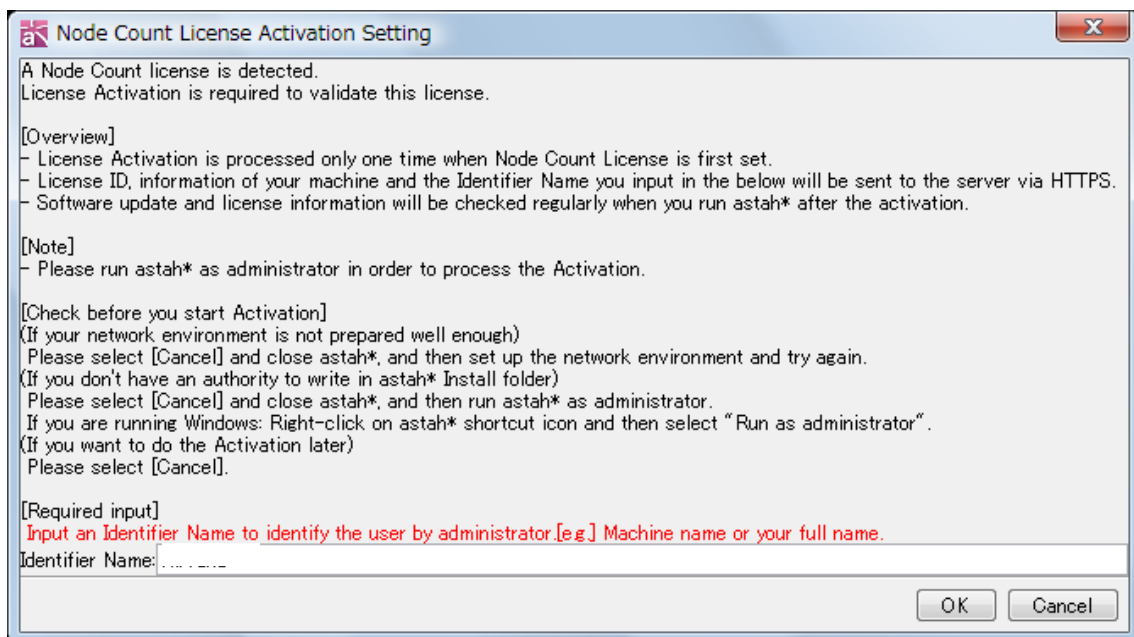 Node Count License Activation Setting
A Node Count license is detected.
License Activation is required to validate this license.
[Overview]
- License Activation is processed only one time when Node Count License is first set.
- License ID, information of your machine and the Identifier Name you input in the below will be sent to the server via HTTPS.
- Software update and license information will be checked regularly when you run astah* after the activation.
[Note]
- Please run astah* as administrator in order to process the Activation.
[Check before you start Activation]
(If your network environment is not prepared well enough)
Please select [Cancel] and close astah*, and then set up the network environment and try again.
(If you don't have an authority to write in astah* Install folder)
Please select [Cancel] and close astah*, and then run astah* as administrator.
If you are running Windows: Right-click on astah* shortcut icon and then select "Run as administrator".
(If you want to do the Activation later)
Please select [Cancel].
[Required input]
Input an Identifier Name to identify the user by administrator.[e.g.] Machine name or your full name.
Identifier Name:
OK Cancel